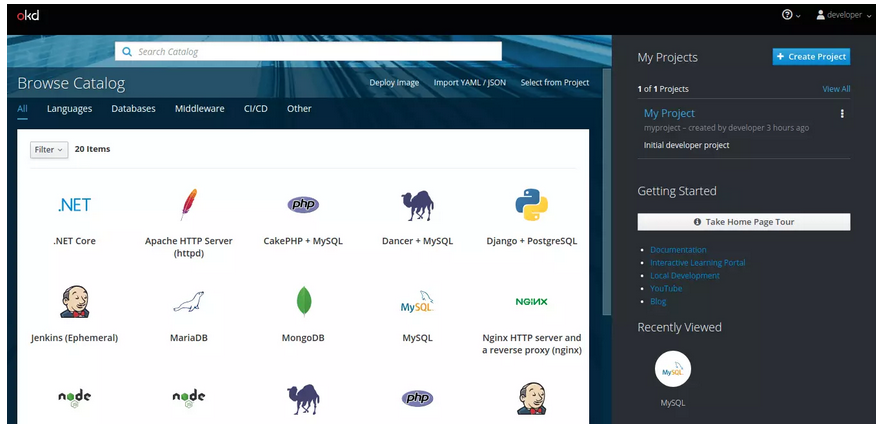 okd
developer
Search Catalog
Browse Catalog
Deploy Image Import YAML / JSON Select from Project
All Languages Databases Middleware CI/CD Other
Filter 20 Items
.NET
php
.NET Core
Apache HTTP Server
(httpd)
CakePHP + MySQL
Dancer + MySQL
Django + PostgreSQL
MySQL
NGINX
Jenkins (Ephemeral)
MariaDB
MongoDB
MySQL
Nginx HTTP server and
a reverse proxy (nginx)
node
node
php
My Projects
+ Create Project
1 of 1 Projects View All
My Project
myproject – created by developer 3 hours ago
Initial developer project
Getting Started
Take Home Page Tour
Documentation
Interactive Learning Portal
Local Development
YouTube
Blog
Recently Viewed
MySQL
MySQL